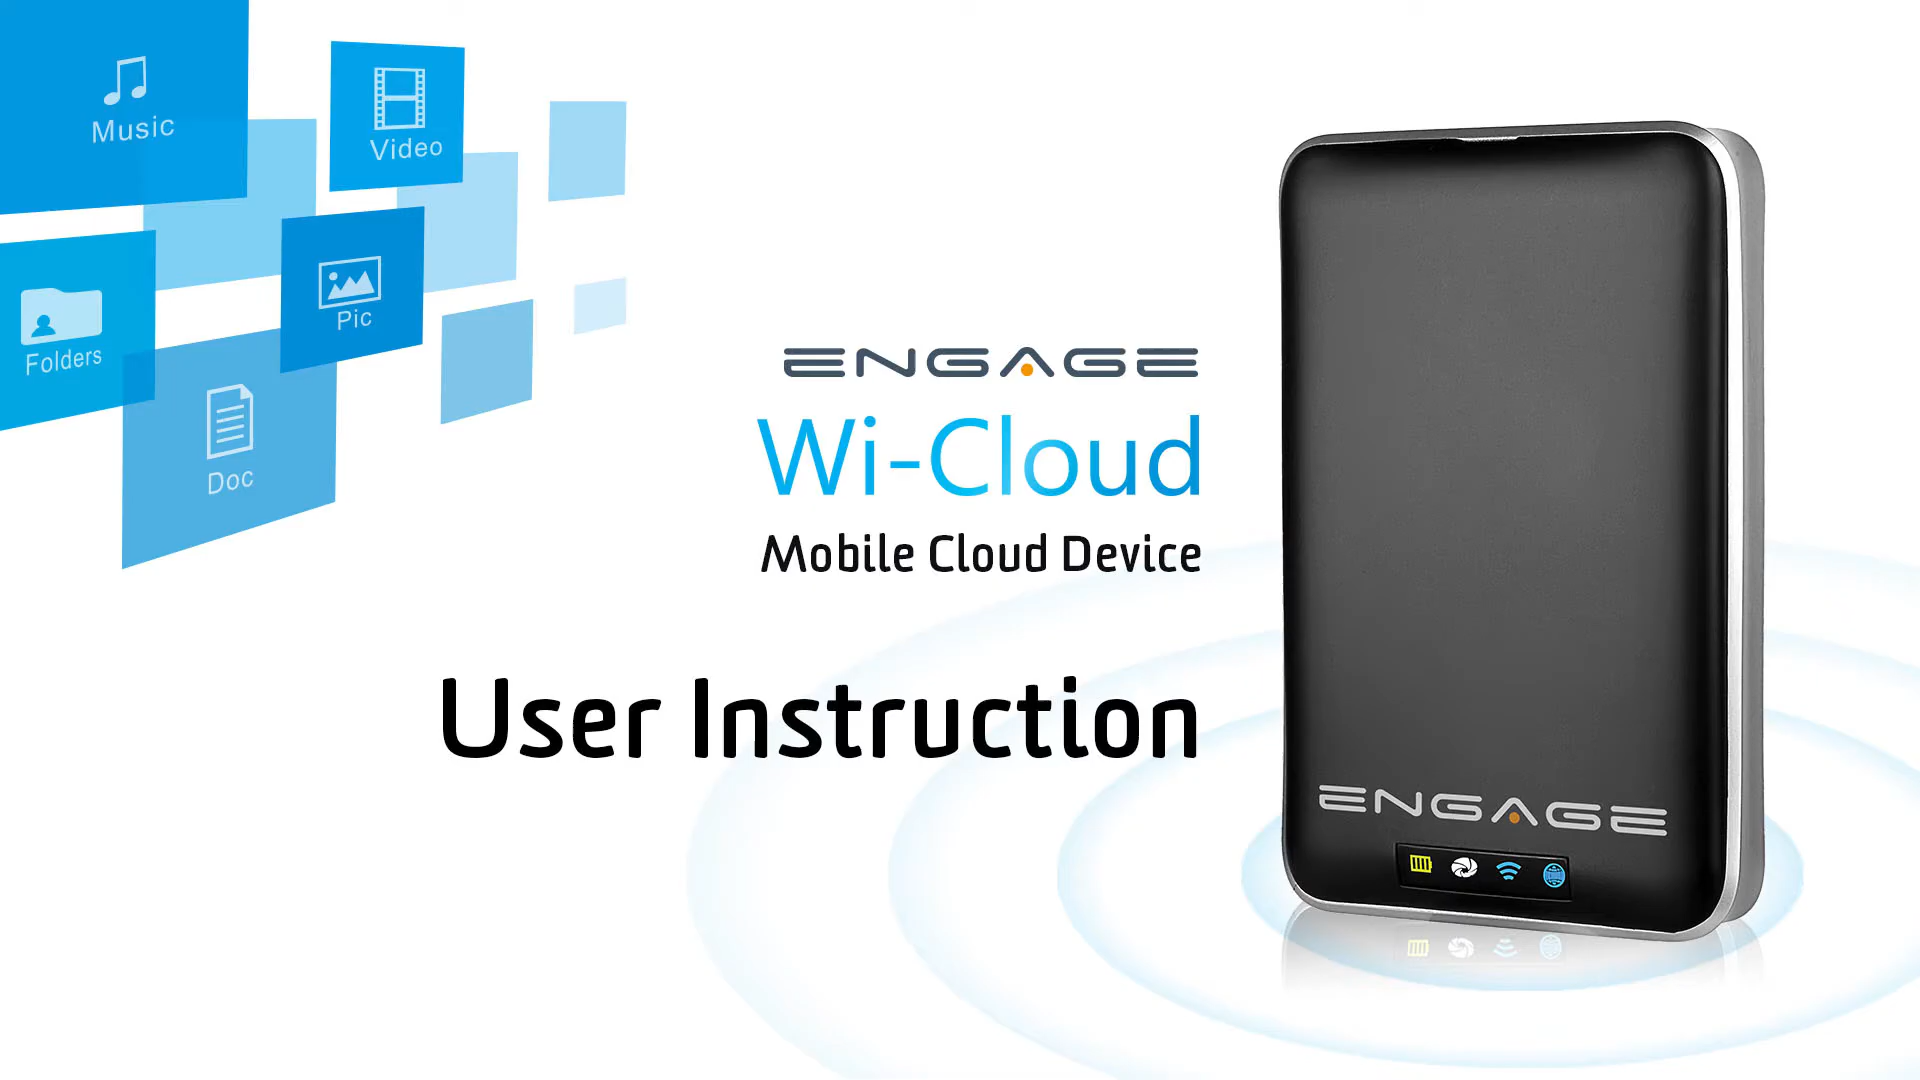 Music
Video
Folders
Pic
Doc
ENGAGE
Wi-Cloud
Mobile Cloud Device
User Instruction
ENGAGE